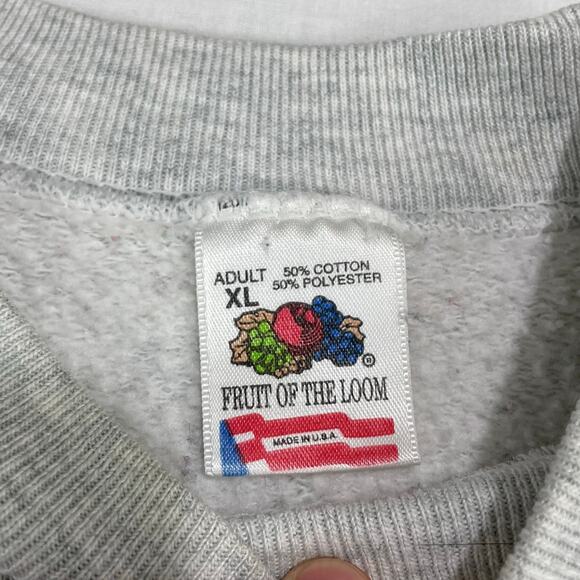 ADULT
XL
50% COTTON
50% POLYESTER
®
FRUIT OF THE LOOM
MADE IN U.S.A.